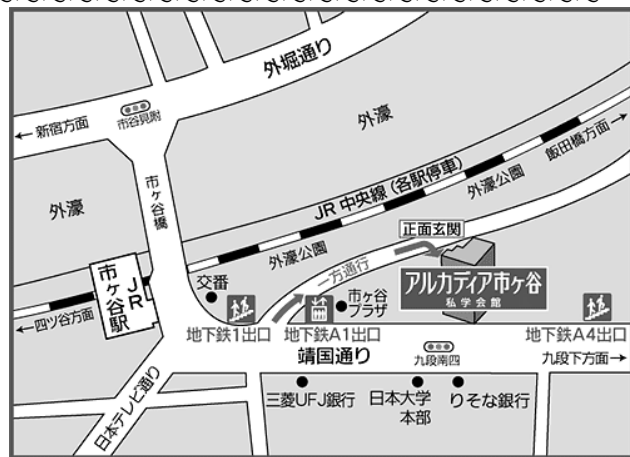 外堀通り
市谷見附
←新宿方面
外濠
飯田橋方面→
市ヶ谷橋
外濠
JR中央線(各駅停車)
外濠公園
正面玄関
外濠公園
一方通行
アルカディア市ヶ谷
私学会館
JR
市ヶ谷駅
交番
市ヶ谷
プラザ
←四ツ谷方面
地下鉄1出口
地下鉄A1出口
地下鉄A4出口
靖国通り
九段南四
九段下方面→
日本テレビ通り
三菱UFJ銀行
日本大学
本部
りそな銀行